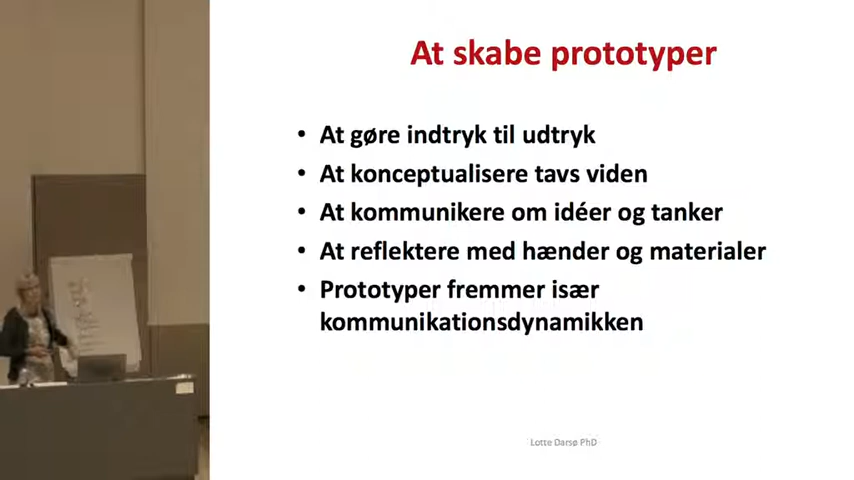 At skabe prototyper
• At gøre indtryk til udtryk
• At konceptualisere tavs viden
• At kommunikere om idéer og tanker
• At reflektere med hænder og materialer
• Prototyper fremmer især
kommunikationsdynamikken
Lotte Darsø PhD